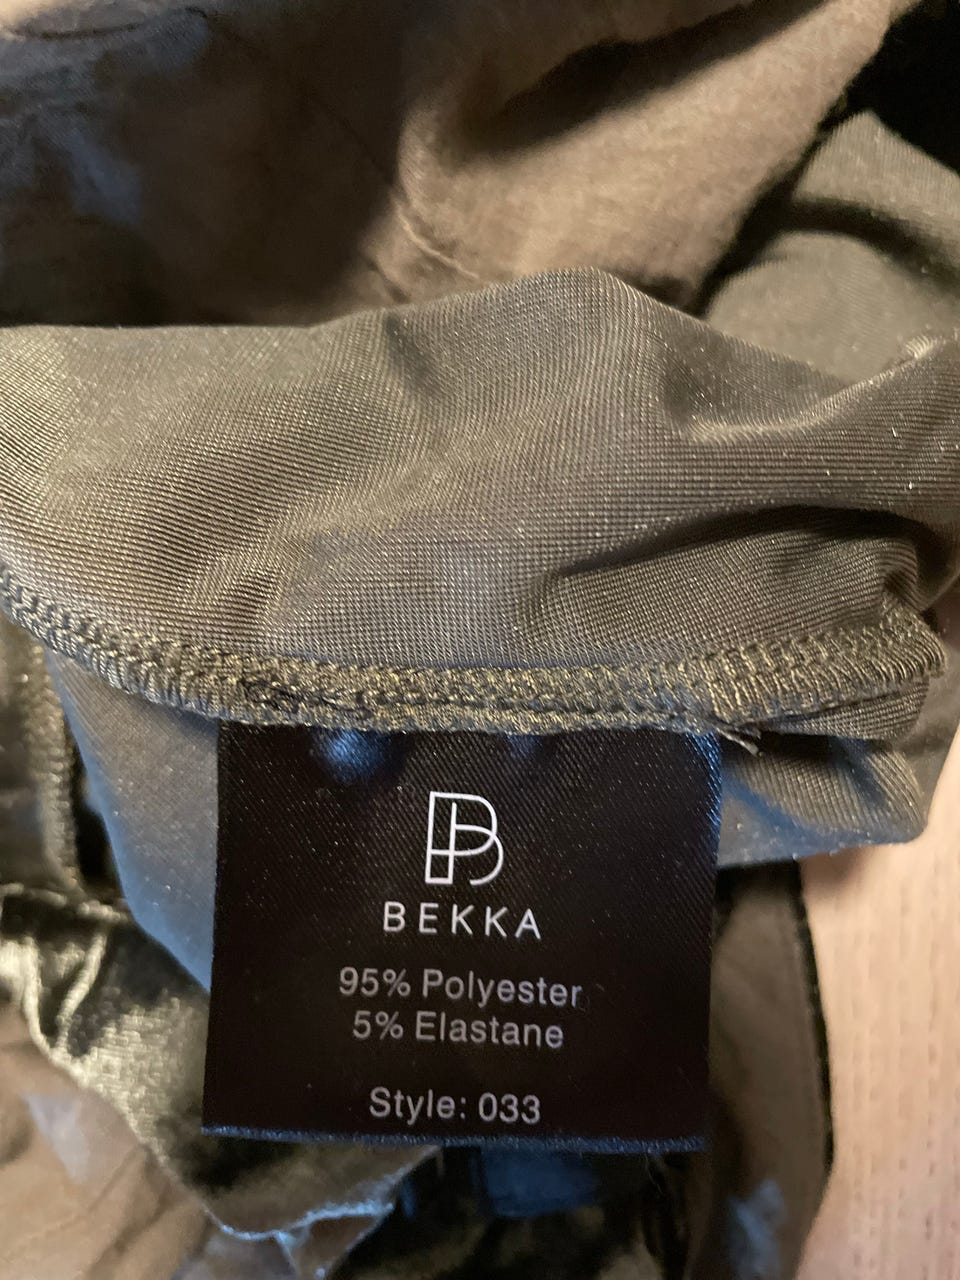 BEKKA
95% Polyester
5% Elastane
Style: 033